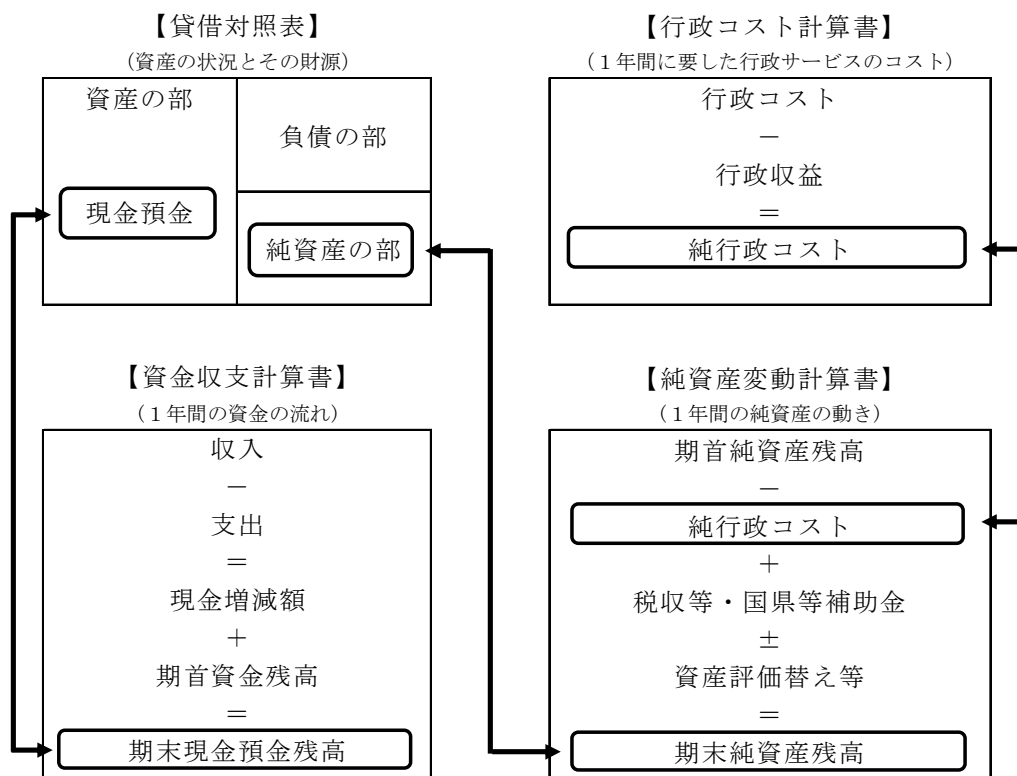 【貸借対照表】
（資産の状況とその財源）
資産の部
負債の部
現金預金
純資産の部
【行政コスト計算書】
（１年間に要した行政サービスのコスト）
行政コスト
－
行政収益
＝
純行政コスト
【資金収支計算書】
（１年間の資金の流れ）
収入
－
支出
＝
現金増減額
＋
期首資金残高
＝
期末現金預金残高
【純資産変動計算書】
（１年間の純資産の動き）
期首純資産残高
－
純行政コスト
＋
税収等・国県等補助金
±
資産評価替え等
＝
期末純資産残高